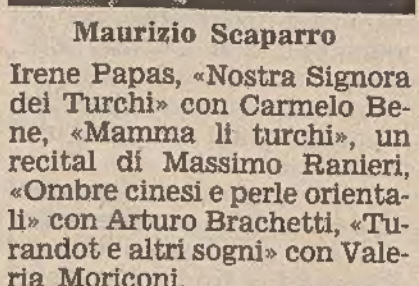 Maurizio Scaparro
Irene Papas, «Nostra Signora
dei Turchi» con Carmelo Be-
ne, «Mamma li turchi», un
recital di Massimo Ranieri,
«Ombre cinesi e perle orienta-
li» con Arturo Brachetti, «Tu-
randot e altri sogni» con Vale-
ria Moriconi.